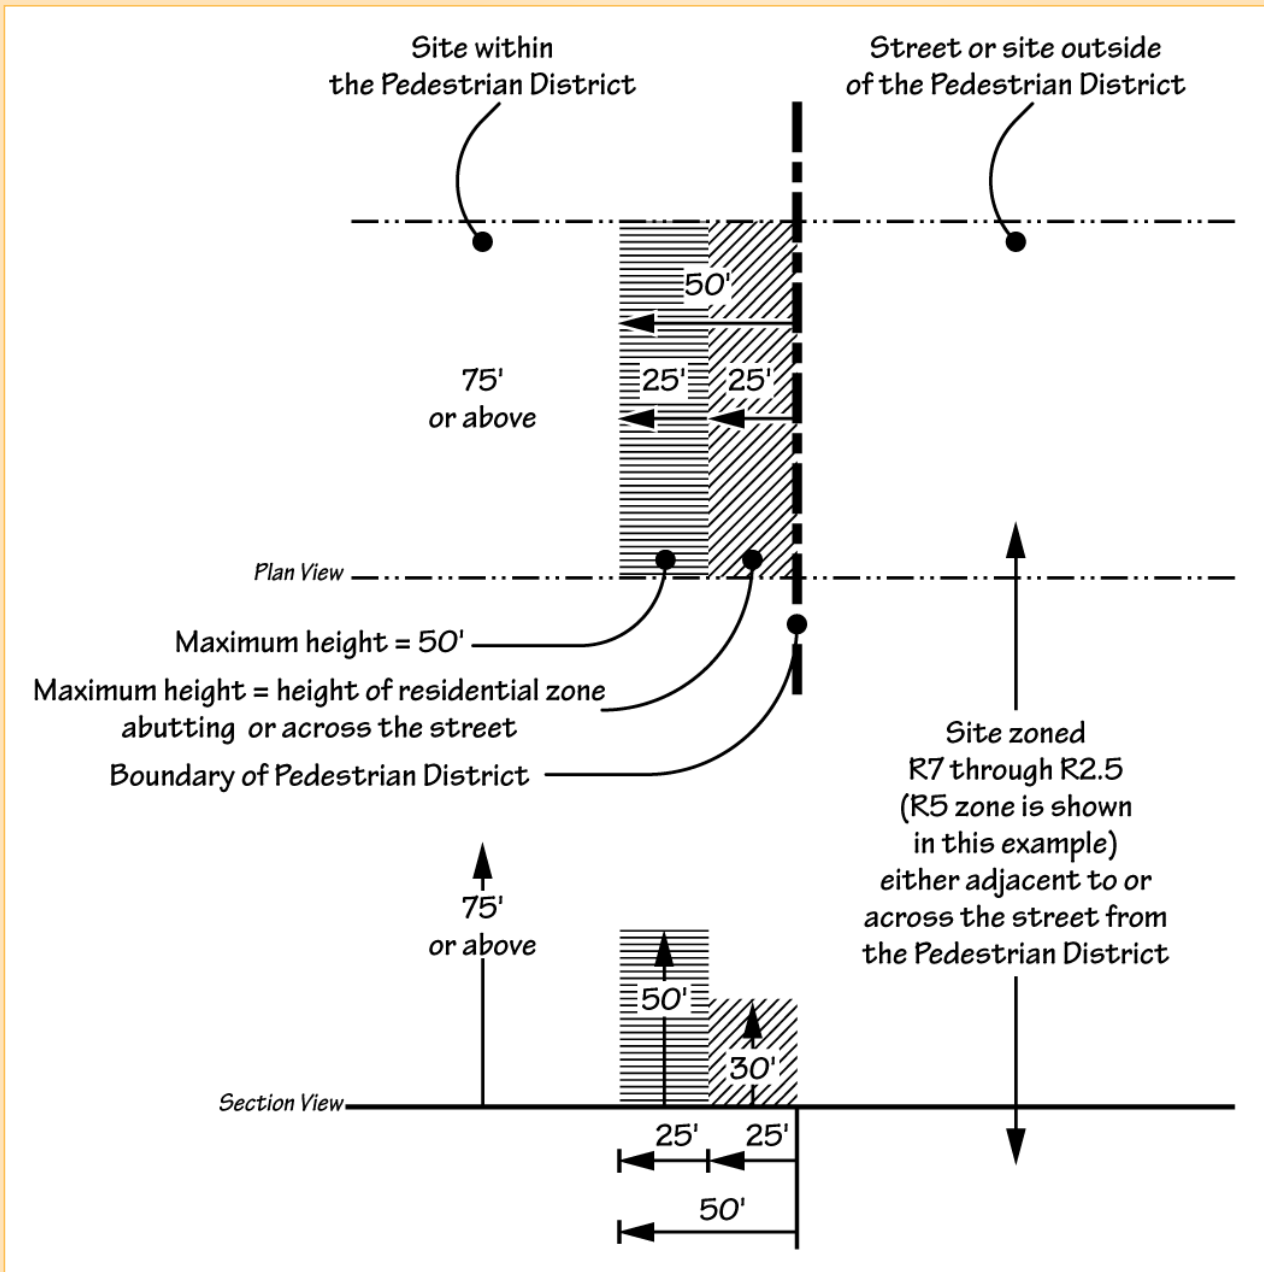 Site within
the Pedestrian District
Street or site outside
of the Pedestrian District
50'
75'
or above
25'
25'
Plan View
Maximum height = 50'
Maximum height = height of residential zone
abutting or across the street
Boundary of Pedestrian District
Site zoned
R7 through R2.5
(R5 zone is shown
in this example)
either adjacent to or
across the street from
the Pedestrian District
75'
or above
50'
30'
Section View
25'
25'
50'